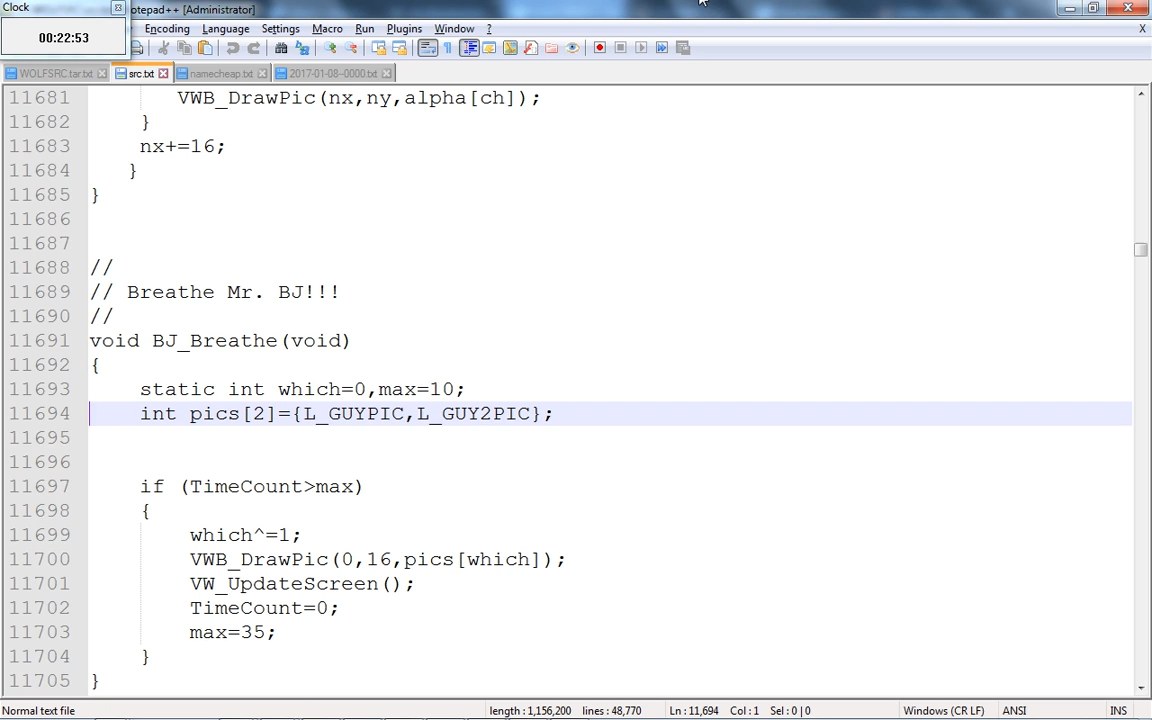 Clock
otepad++ [Administrator]
00:22:53
Encoding Language Settings Macro Run Plugins Window ?
X
WOLFSRC.tar.txt src.txt namecheap.txt 2017-01-08--0000.txt
11681 VWB_DrawPic(nx,ny,alpha[ch]);
11682 }
11683 nx+=16;
11684 }
11685 }
11686
11687
11688 //
11689 // Breathe Mr. BJ!!!
11690 //
11691 void BJ_Breathe(void)
11692 {
11693 static int which=0,max=10;
11694 int pics[2]={L_GUYPIC,L_GUY2PIC};
11695
11696
11697 if (TimeCount>max)
11698 {
11699 which^=1;
11700 VWB_DrawPic(0,16,pics[which]);
11701 VW_UpdateScreen();
11702 TimeCount=0;
11703 max=35;
11704 }
11705 }
Normal text file length : 1,156,200 lines : 48,770 Ln : 11,694 Col : 1 Sel : 0 | 0 Windows (CR LF) ANSI INS